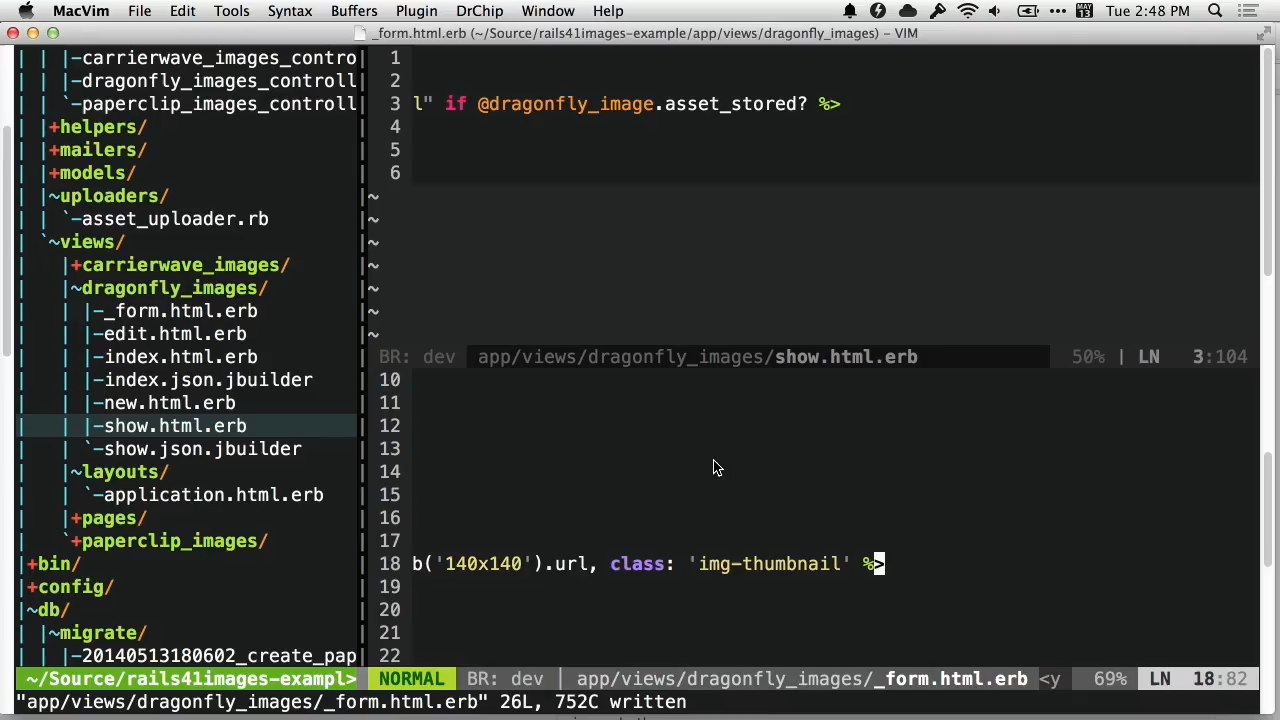 MacVim File Edit Tools Syntax Buffers Plugin DrChip Window Help MAY 13 Tue 2:48 PM
_form.html.erb (~/Source/rails41images-example/app/views/dragonfly_images) – VIM
| | |-carrierwave_images_contro
| | |-dragonfly_images_controll
| | `-paperclip_images_controll
| |+helpers/
| |+mailers/
| |+models/
| |~uploaders/
| | `-asset_uploader.rb
| `~views/
| |+carrierwave_images/
| |~dragonfly_images/
| | |-_form.html.erb
| | |-edit.html.erb
| | |-index.html.erb
| | |-index.json.jbuilder
| | |-new.html.erb
| | |-show.html.erb
| | `-show.json.jbuilder
| |~layouts/
| | `-application.html.erb
| |+pages/
| `+paperclip_images/
|+bin/
|+config/
|~db/
| |~migrate/
| | |-20140513180602_create_pap
~/Source/rails41images-exampl>
1
2
3 l" if @dragonfly_image.asset_stored? %>
4
5
6
~
~
~
~
~
~
~
BR: dev app/views/dragonfly_images/show.html.erb 50% | LN 3:104
10
11
12
13
14
15
16
17
18 b('140x140').url, class: 'img-thumbnail' %>
19
20
21
22
NORMAL BR: dev | app/views/dragonfly_images/_form.html.erb <y 69% LN 18:82
"app/views/dragonfly_images/_form.html.erb" 26L, 752C written